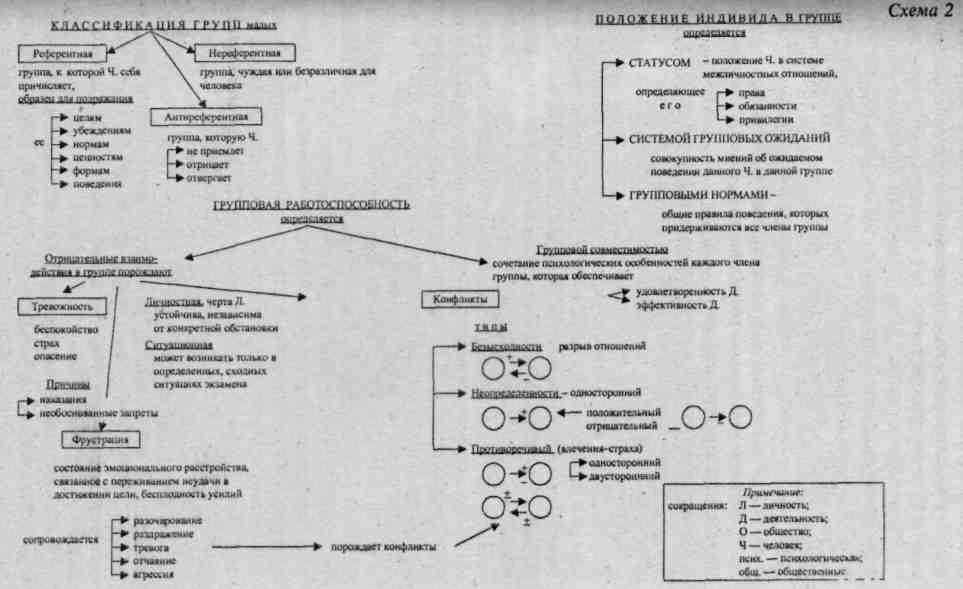 Схема 2
КЛАССИФИКАЦИЯ ГРУПП малых
Референтная
группа, к которой Ч. себя
причисляет,
образец для подражания
ее
целям
убеждениям
нормам
ценностям
формам
поведения
Нереферентная
группа, чуждая или безразличная для
человека
Антиреферентная
группа, которую Ч.
не приемлет
отрицает
отвергает
ПОЛОЖЕНИЕ ИНДИВИДА В ГРУППЕ
определяется
СТАТУСОМ – положение Ч. в системе
межличностных отношений,
определяющее
его
права
обязанности
привилегии
СИСТЕМОЙ ГРУППОВЫХ ОЖИДАНИЙ
совокупность мнений об ожидаемом
поведении данного Ч. в данной группе
ГРУППОВЫМИ НОРМАМИ –
общие правила поведения, которых
придерживаются все члены группы
ГРУППОВАЯ РАБОТОСПОСОБНОСТЬ
определяется
Отрицательные взаимо-
действия в группе порождают
Тревожность
беспокойство
страх
опасение
Личностная, черта Л.
устойчива, независима
от конкретной обстановки
Ситуационная
может возникать только в
определенных, сходных
ситуациях экзамена
Причины
наказания
необоснованные запреты
Фрустрация
состояние эмоционального расстройства,
связанное с переживанием неудачи в
достижении цели, бесплодность усилий
сопровождается
разочарование
раздражение
тревога
отчаяние
агрессия
порождает конфликты
Групповой совместимостью
сочетание психологических особенностей каждого члена
группы, которая обеспечивает
удовлетворенность Д.
эффективность Д.
Конфликты
типы
Безысходности разрыв отношений
+
–
Неопределенности – односторонний
+
положительный
отрицательный
–
Противоречивый (влечения–страха)
односторонний
двусторонний
+
–
±
±
Примечание:
сокращения: Л — личность;
Д — деятельность;
О — общество;
Ч — человек;
псих. — психологическая;
общ. — общественные